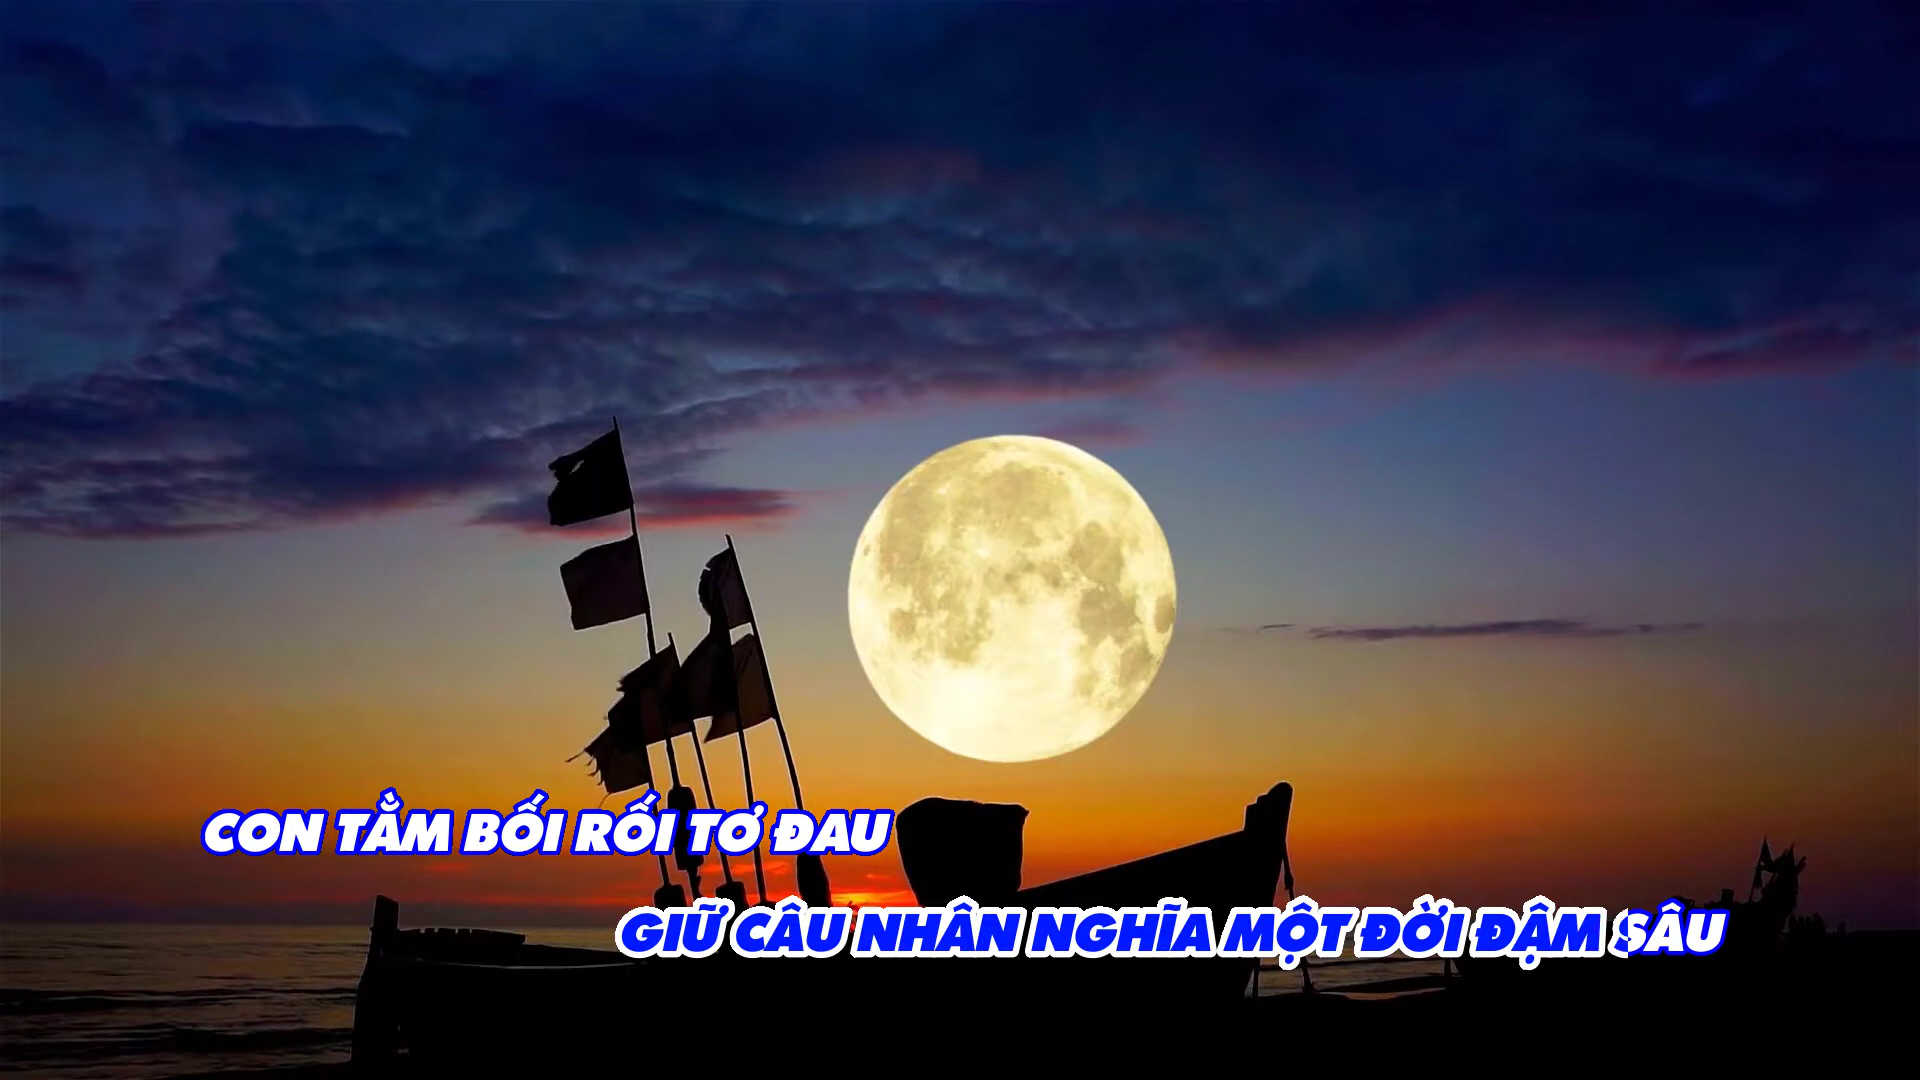 CON TẰM BỐI RỐI TƠ ĐAU
GIỮ CÂU NHÂN NGHĨA MỘT ĐỜI ĐẬM SÂU